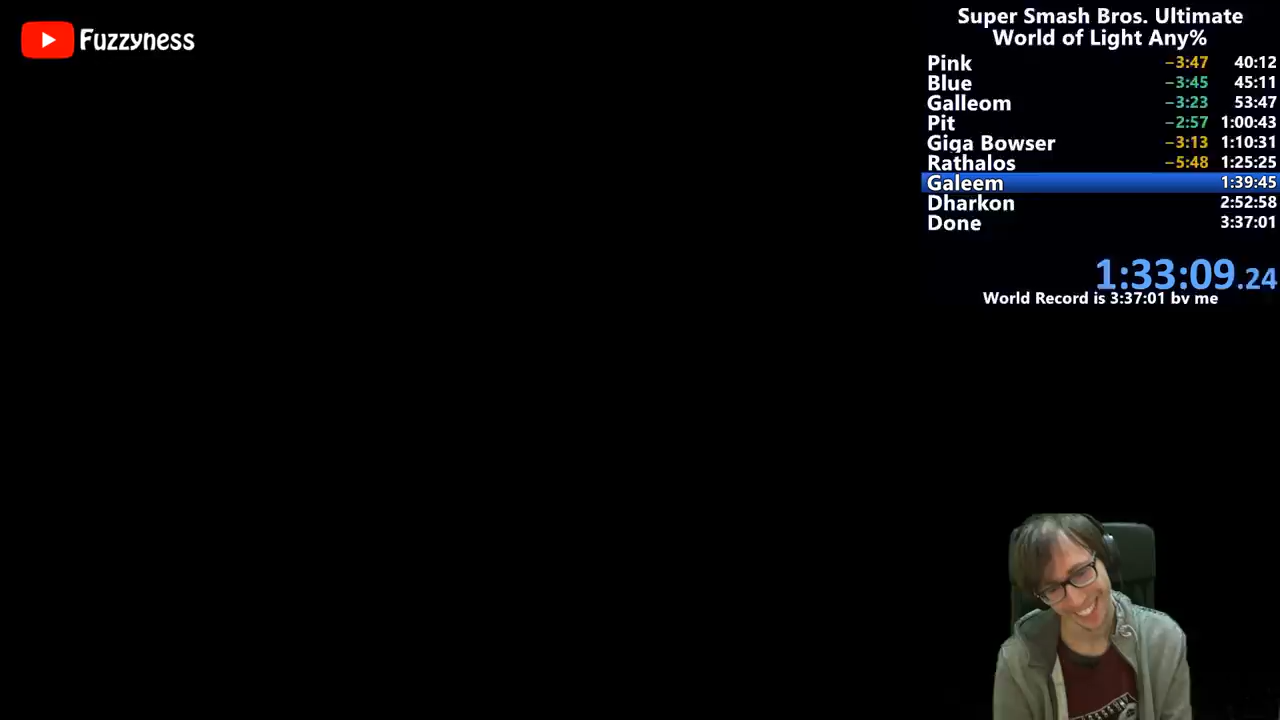 Fuzzyness
Super Smash Bros. Ultimate
World of Light Any%
Pink −3:47 40:12
Blue −3:45 45:11
Galleom −3:23 53:47
Pit −2:57 1:00:43
Giga Bowser −3:13 1:10:31
Rathalos −5:48 1:25:25
Galeem 1:39:45
Dharkon 2:52:58
Done 3:37:01
1:33:09.24
World Record is 3:37:01 by me